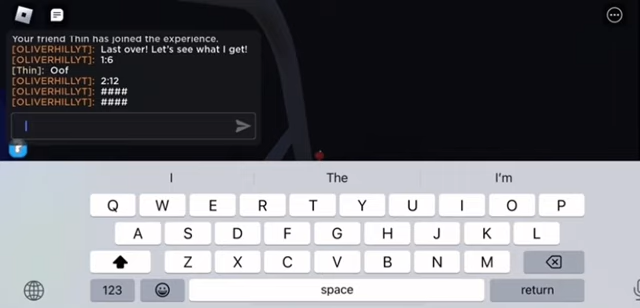 Your friend Thin has joined the experience.
[OLIVERHILLYT]: Last over! Let's see what I get!
[OLIVERHILLYT]: 1:6
[Thin]: Oof
[OLIVERHILLYT]: 2:12
[OLIVERHILLYT]: ####
[OLIVERHILLYT]: ####
I The I'm
Q W E R T Y U I O P
A S D F G H J K L
Z X C V B N M
123 space return